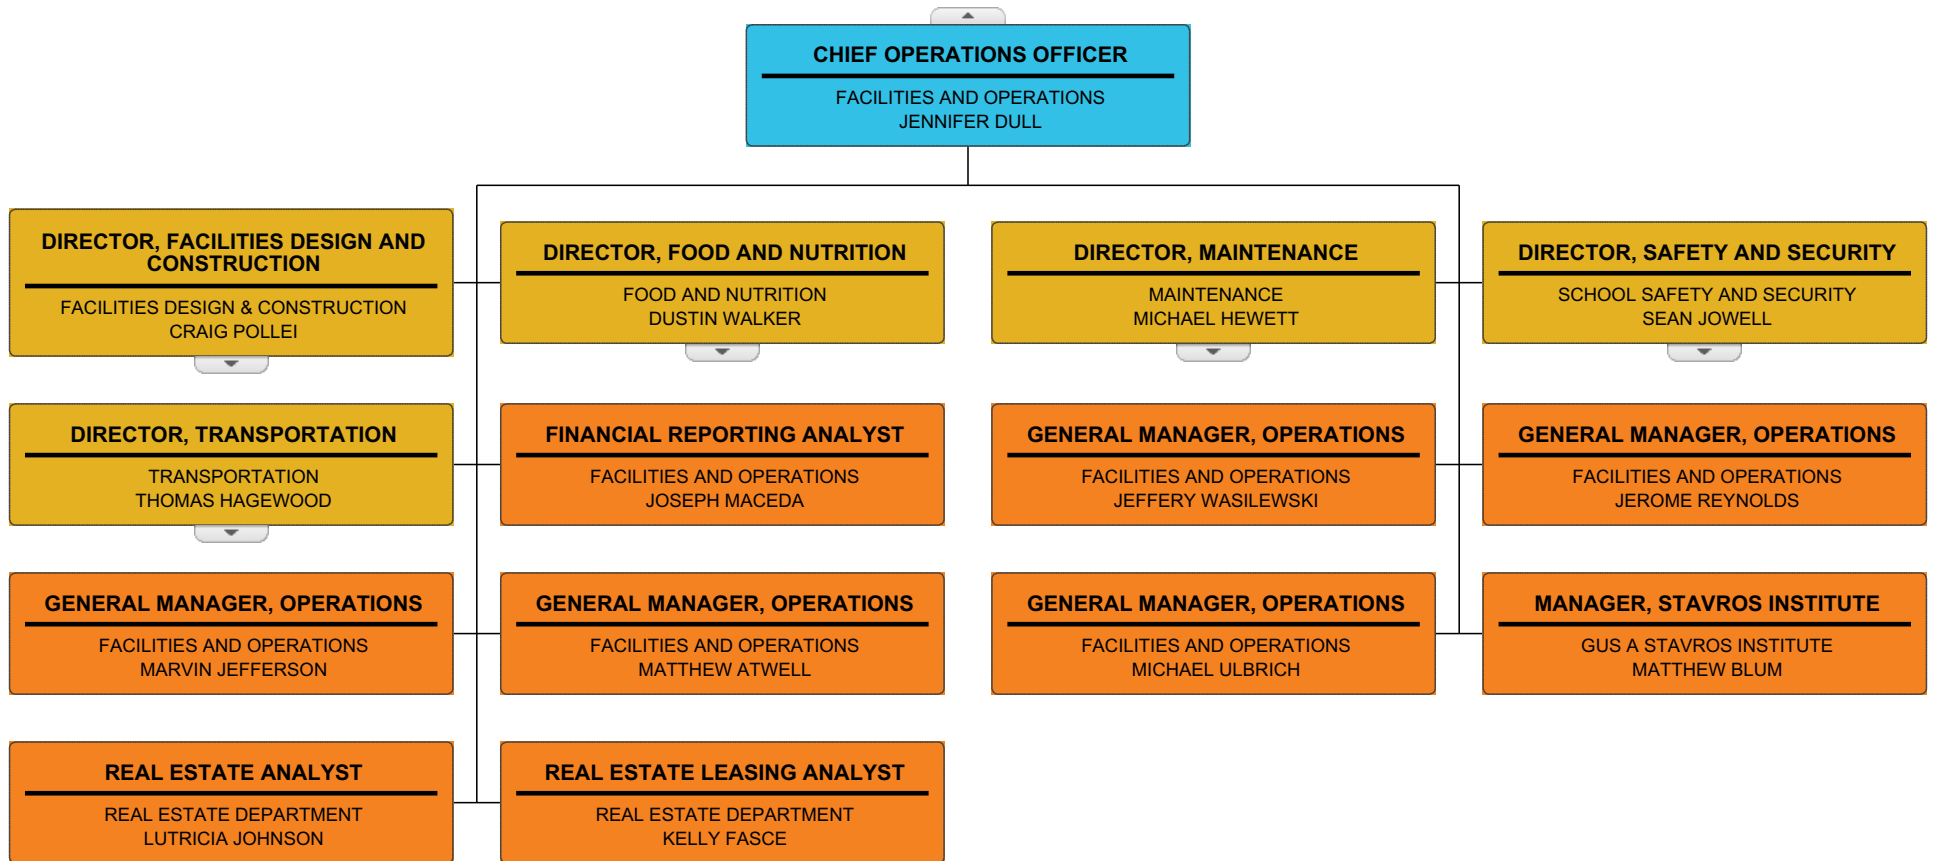 CHIEF OPERATIONS OFFICER
FACILITIES AND OPERATIONS
JENNIFER DULL
DIRECTOR, FACILITIES DESIGN AND
CONSTRUCTION
FACILITIES DESIGN & CONSTRUCTION
CRAIG POLLEI
DIRECTOR, FOOD AND NUTRITION
FOOD AND NUTRITION
DUSTIN WALKER
DIRECTOR, MAINTENANCE
MAINTENANCE
MICHAEL HEWETT
DIRECTOR, SAFETY AND SECURITY
SCHOOL SAFETY AND SECURITY
SEAN JOWELL
DIRECTOR, TRANSPORTATION
TRANSPORTATION
THOMAS HAGEWOOD
FINANCIAL REPORTING ANALYST
FACILITIES AND OPERATIONS
JOSEPH MACEDA
GENERAL MANAGER, OPERATIONS
FACILITIES AND OPERATIONS
JEFFERY WASILEWSKI
GENERAL MANAGER, OPERATIONS
FACILITIES AND OPERATIONS
JEROME REYNOLDS
GENERAL MANAGER, OPERATIONS
FACILITIES AND OPERATIONS
MARVIN JEFFERSON
GENERAL MANAGER, OPERATIONS
FACILITIES AND OPERATIONS
MATTHEW ATWELL
GENERAL MANAGER, OPERATIONS
FACILITIES AND OPERATIONS
MICHAEL ULBRICH
MANAGER, STAVROS INSTITUTE
GUS A STAVROS INSTITUTE
MATTHEW BLUM
REAL ESTATE ANALYST
REAL ESTATE DEPARTMENT
LUTRICIA JOHNSON
REAL ESTATE LEASING ANALYST
REAL ESTATE DEPARTMENT
KELLY FASCE